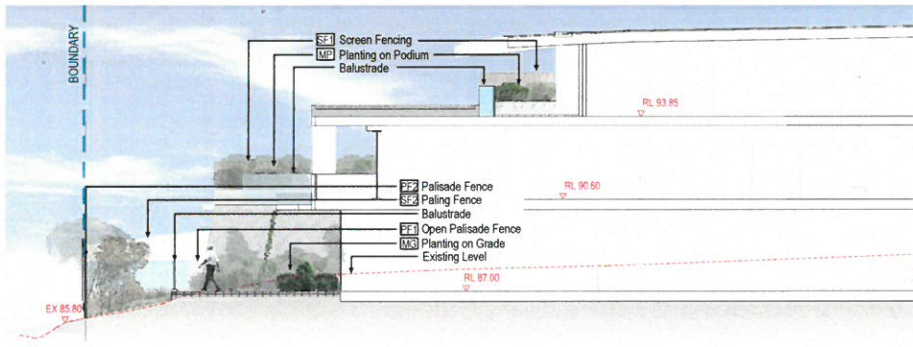 BOUNDARY
SF1 Screen Fencing
MP Planting on Podium
Balustrade
RL 93.85
PF2 Palisade Fence
SF2 Paling Fence
Balustrade
PF1 Open Palisade Fence
MG Planting on Grade
Existing Level
RL 90.60
RL 87.00
EX 85.80